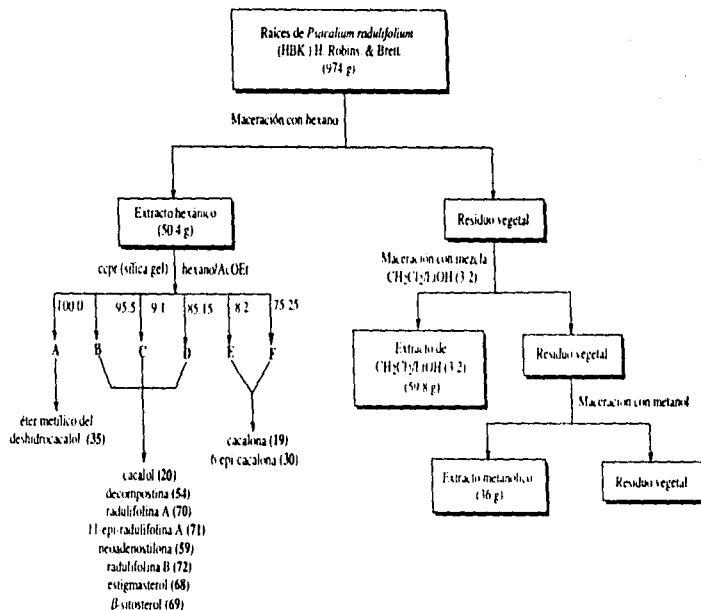 Raíces de Psacalium radulifolium
(HBK.) H. Robins. & Brett.
(974 g)
Maceración con hexano
Extracto hexánico
(50.4 g)
Residuo vegetal
ccpr (sílica gel) hexano/AcOEt
100:0 95:5 9:1 85:15 8:2 75:25
A B C D E F
éter metílico del
deshidrocacalol (35)
cacalol (20)
decompostina (54)
radulifolina A (70)
11-epi-radulifolina A (71)
neoadenostilona (59)
radulifolina B (72)
estigmasterol (68)
β-sitosterol (69)
cacalona (19)
6-epi-cacalona (30)
Maceración con mezcla
CH2Cl2/EtOH (3:2)
Extracto de
CH2Cl2/EtOH (3:2)
(59.8 g)
Residuo vegetal
Maceración con metanol
Extracto metanólico
(36 g)
Residuo vegetal